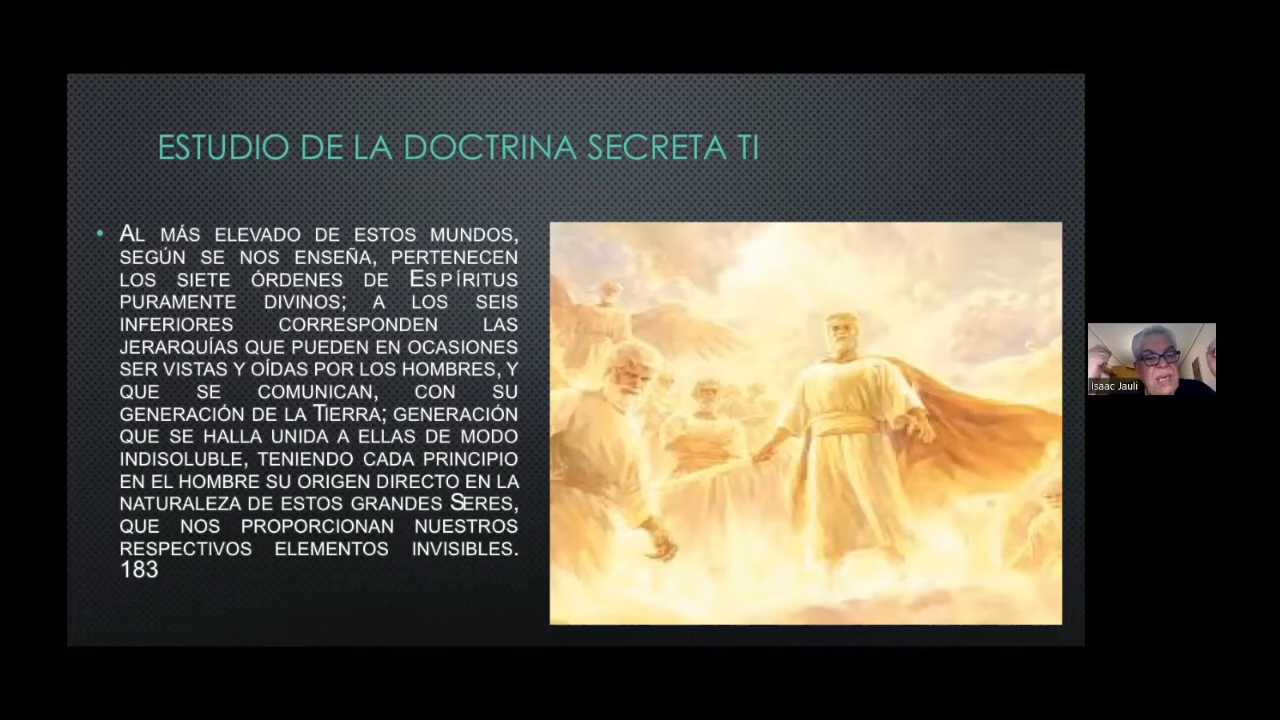 ESTUDIO DE LA DOCTRINA SECRETA TI
• AL MÁS ELEVADO DE ESTOS MUNDOS,
SEGÚN SE NOS ENSEÑA, PERTENECEN
LOS SIETE ÓRDENES DE ESPÍRITUS
PURAMENTE DIVINOS; A LOS SEIS
INFERIORES CORRESPONDEN LAS
JERARQUÍAS QUE PUEDEN EN OCASIONES
SER VISTAS Y OÍDAS POR LOS HOMBRES, Y
QUE SE COMUNICAN, CON SU
GENERACIÓN DE LA TIERRA; GENERACIÓN
QUE SE HALLA UNIDA A ELLAS DE MODO
INDISOLUBLE, TENIENDO CADA PRINCIPIO
EN EL HOMBRE SU ORIGEN DIRECTO EN LA
NATURALEZA DE ESTOS GRANDES SERES,
QUE NOS PROPORCIONAN NUESTROS
RESPECTIVOS ELEMENTOS INVISIBLES.
183
Isaac Jauli